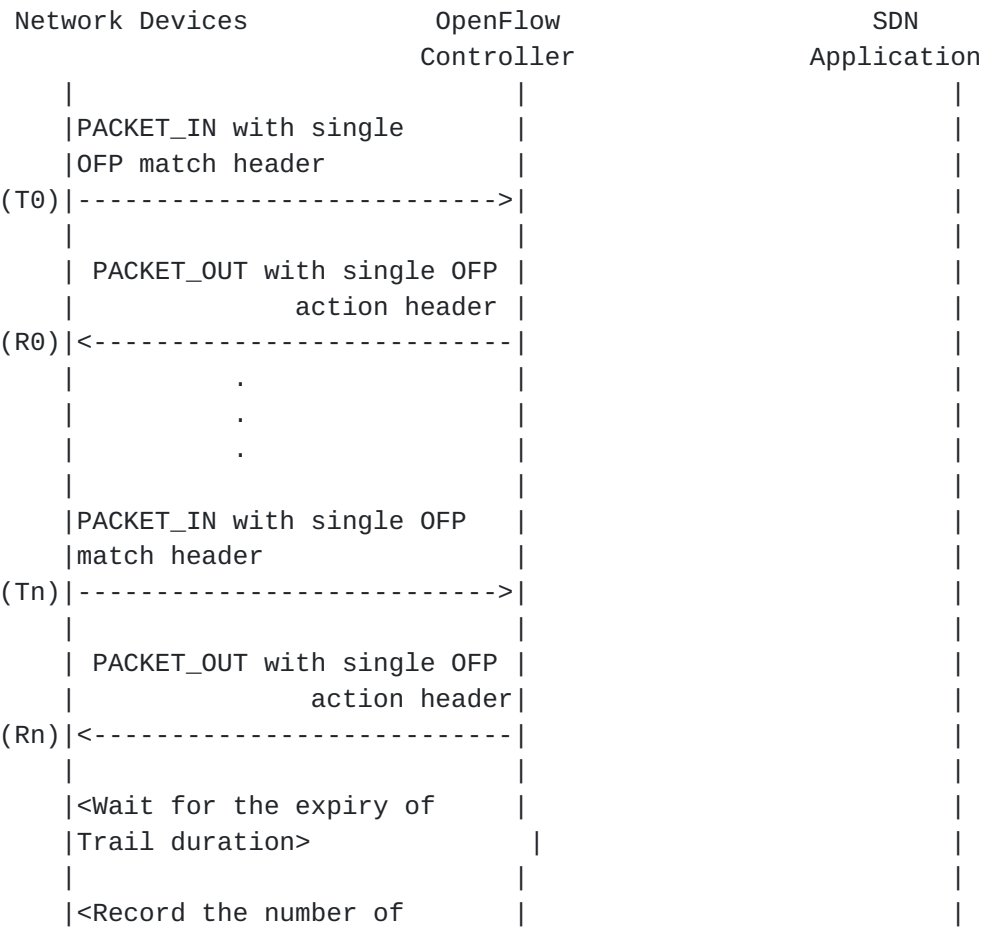 Network Devices            OpenFlow                    SDN
                           Controller               Application
    |                            |                            |
    |PACKET_IN with single       |                            |
    |OFP match header            |                            |
(T0)|--------------------------->|                            |
    |                            |                            |
    | PACKET_OUT with single OFP |                            |
    |              action header |                            |
(R0)|<---------------------------|                            |
    |          .                 |                            |
    |          .                 |                            |
    |          .                 |                            |
    |                            |                            |
    |PACKET_IN with single OFP   |                            |
    |match header                |                            |
(Tn)|--------------------------->|                            |
    |                            |                            |
    | PACKET_OUT with single OFP |                            |
    |               action header|                            |
(Rn)|<---------------------------|                            |
    |                            |                            |
    |<Wait for the expiry of     |                            |
    |Trail duration>              |                           |
    |                            |                            |
    |<Record the number of       |                            |